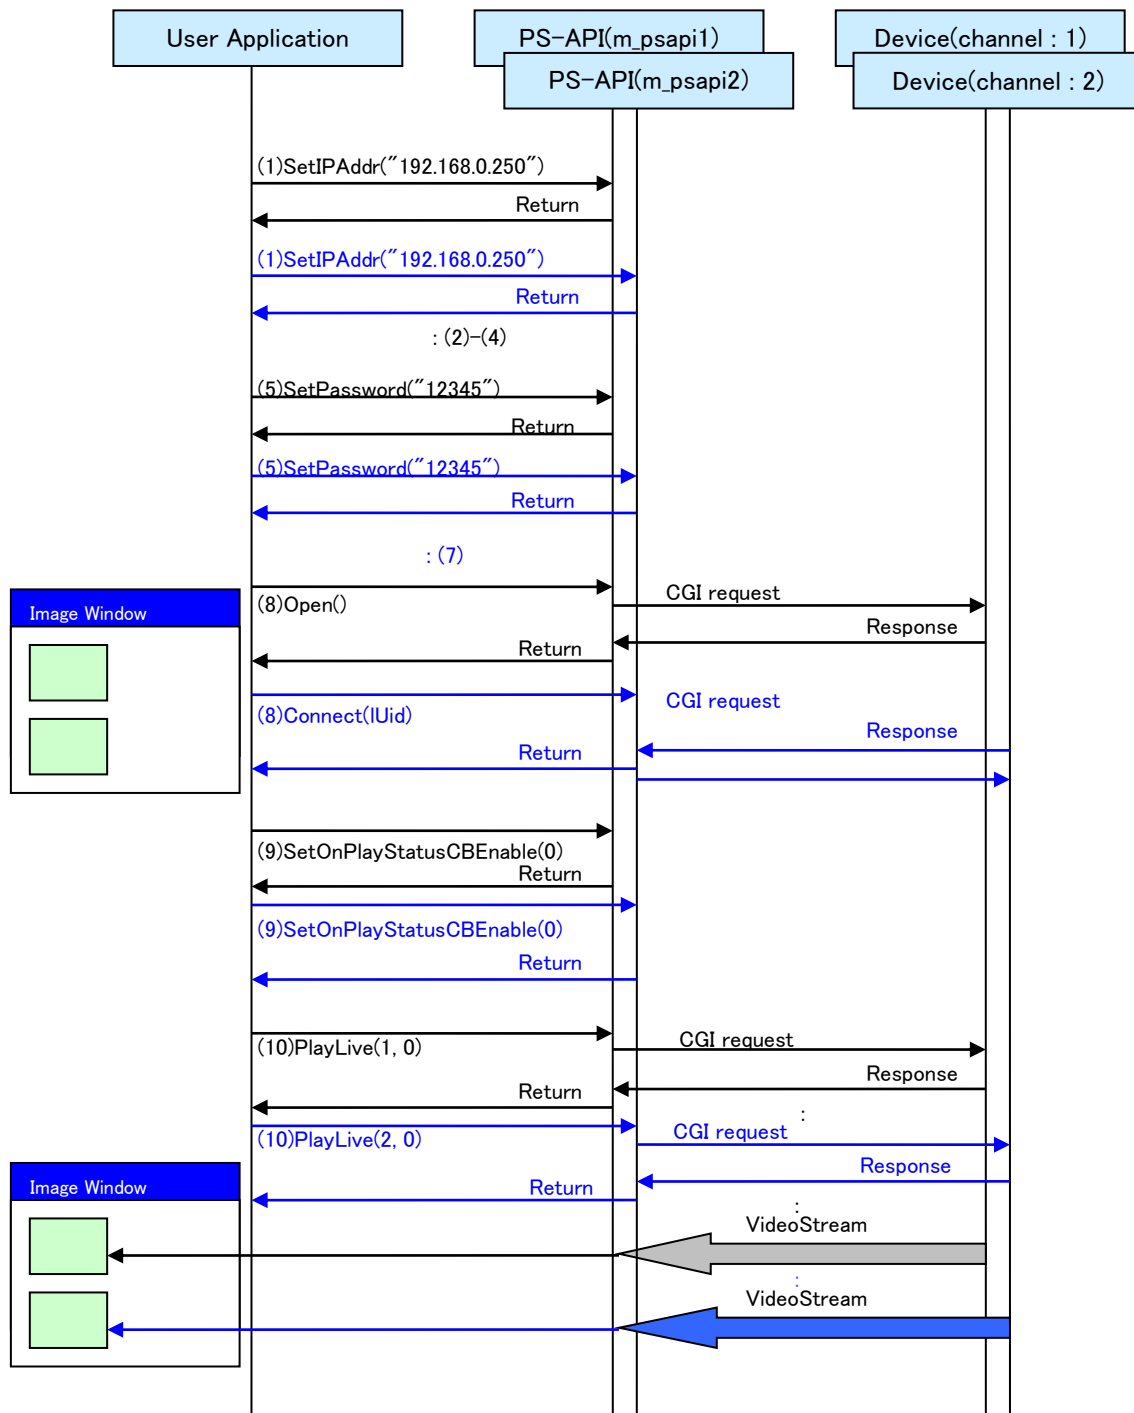 User Application
PS-API(m_psapi1)
Device(channel : 1)
PS-API(m_psapi2)
Device(channel : 2)
(1)SetIPAddr("192.168.0.250")
Return
(1)SetIPAddr("192.168.0.250")
Return
: (2)-(4)
(5)SetPassword("12345")
Return
(5)SetPassword("12345")
Return
: (7)
CGI request
(8)Open()
Image Window
Response
Return
CGI request
(8)Connect(lUid)
Response
Return
(9)SetOnPlayStatusCBEnable(0)
Return
(9)SetOnPlayStatusCBEnable(0)
Return
CGI request
(10)PlayLive(1, 0)
Response
Return
:
CGI request
(10)PlayLive(2, 0)
Response
Image Window
Return
:
VideoStream
:
VideoStream